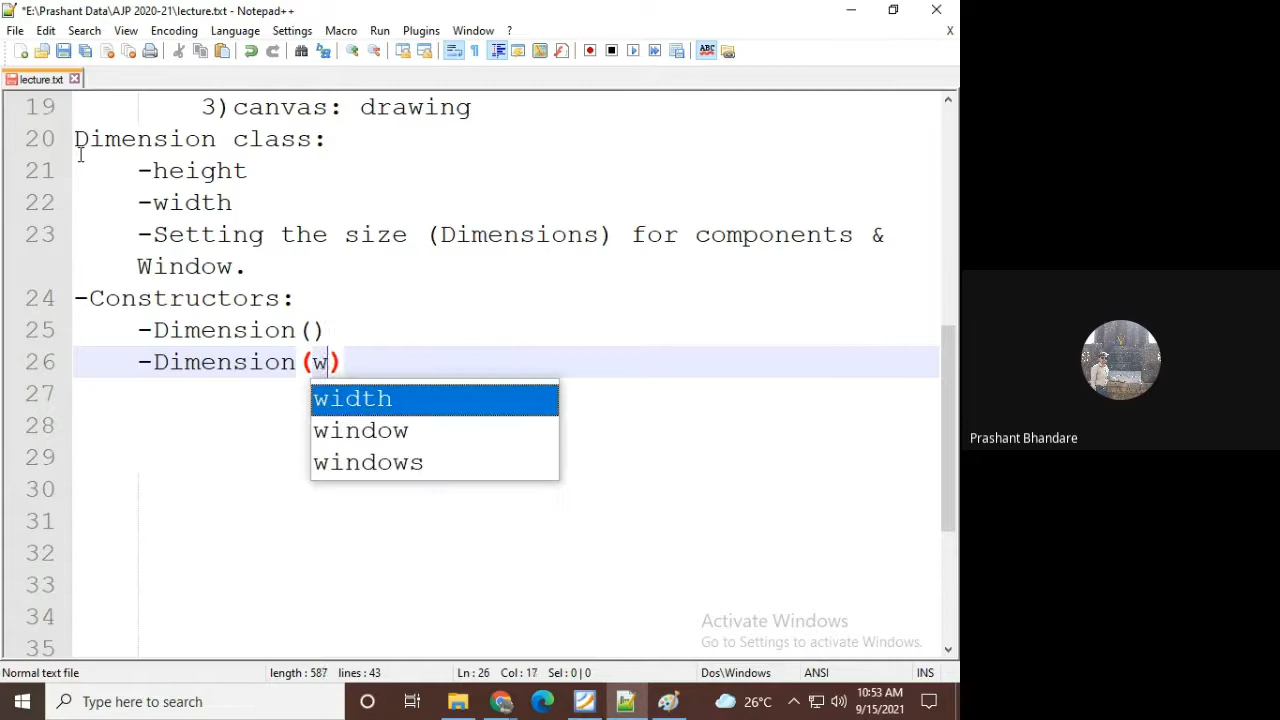 *E:\Prashant Data\AJP 2020-21\lecture.txt - Notepad++
File Edit Search View Encoding Language Settings Macro Run Plugins Window ? X
lecture.txt
19 3)canvas: drawing
20 Dimension class:
21 -height
22 -width
23 -Setting the size (Dimensions) for components &
Window.
24 -Constructors:
25 -Dimension()
26 -Dimension(w)
27 width
28 window
29 windows
30
31
32
33
34
35
Prashant Bhandare
Activate Windows
Go to Settings to activate Windows.
Normal text file length : 587 lines : 43 Ln : 26 Col : 17 Sel : 0 | 0 Dos\Windows ANSI INS
Type here to search 26°C 10:53 AM
9/15/2021